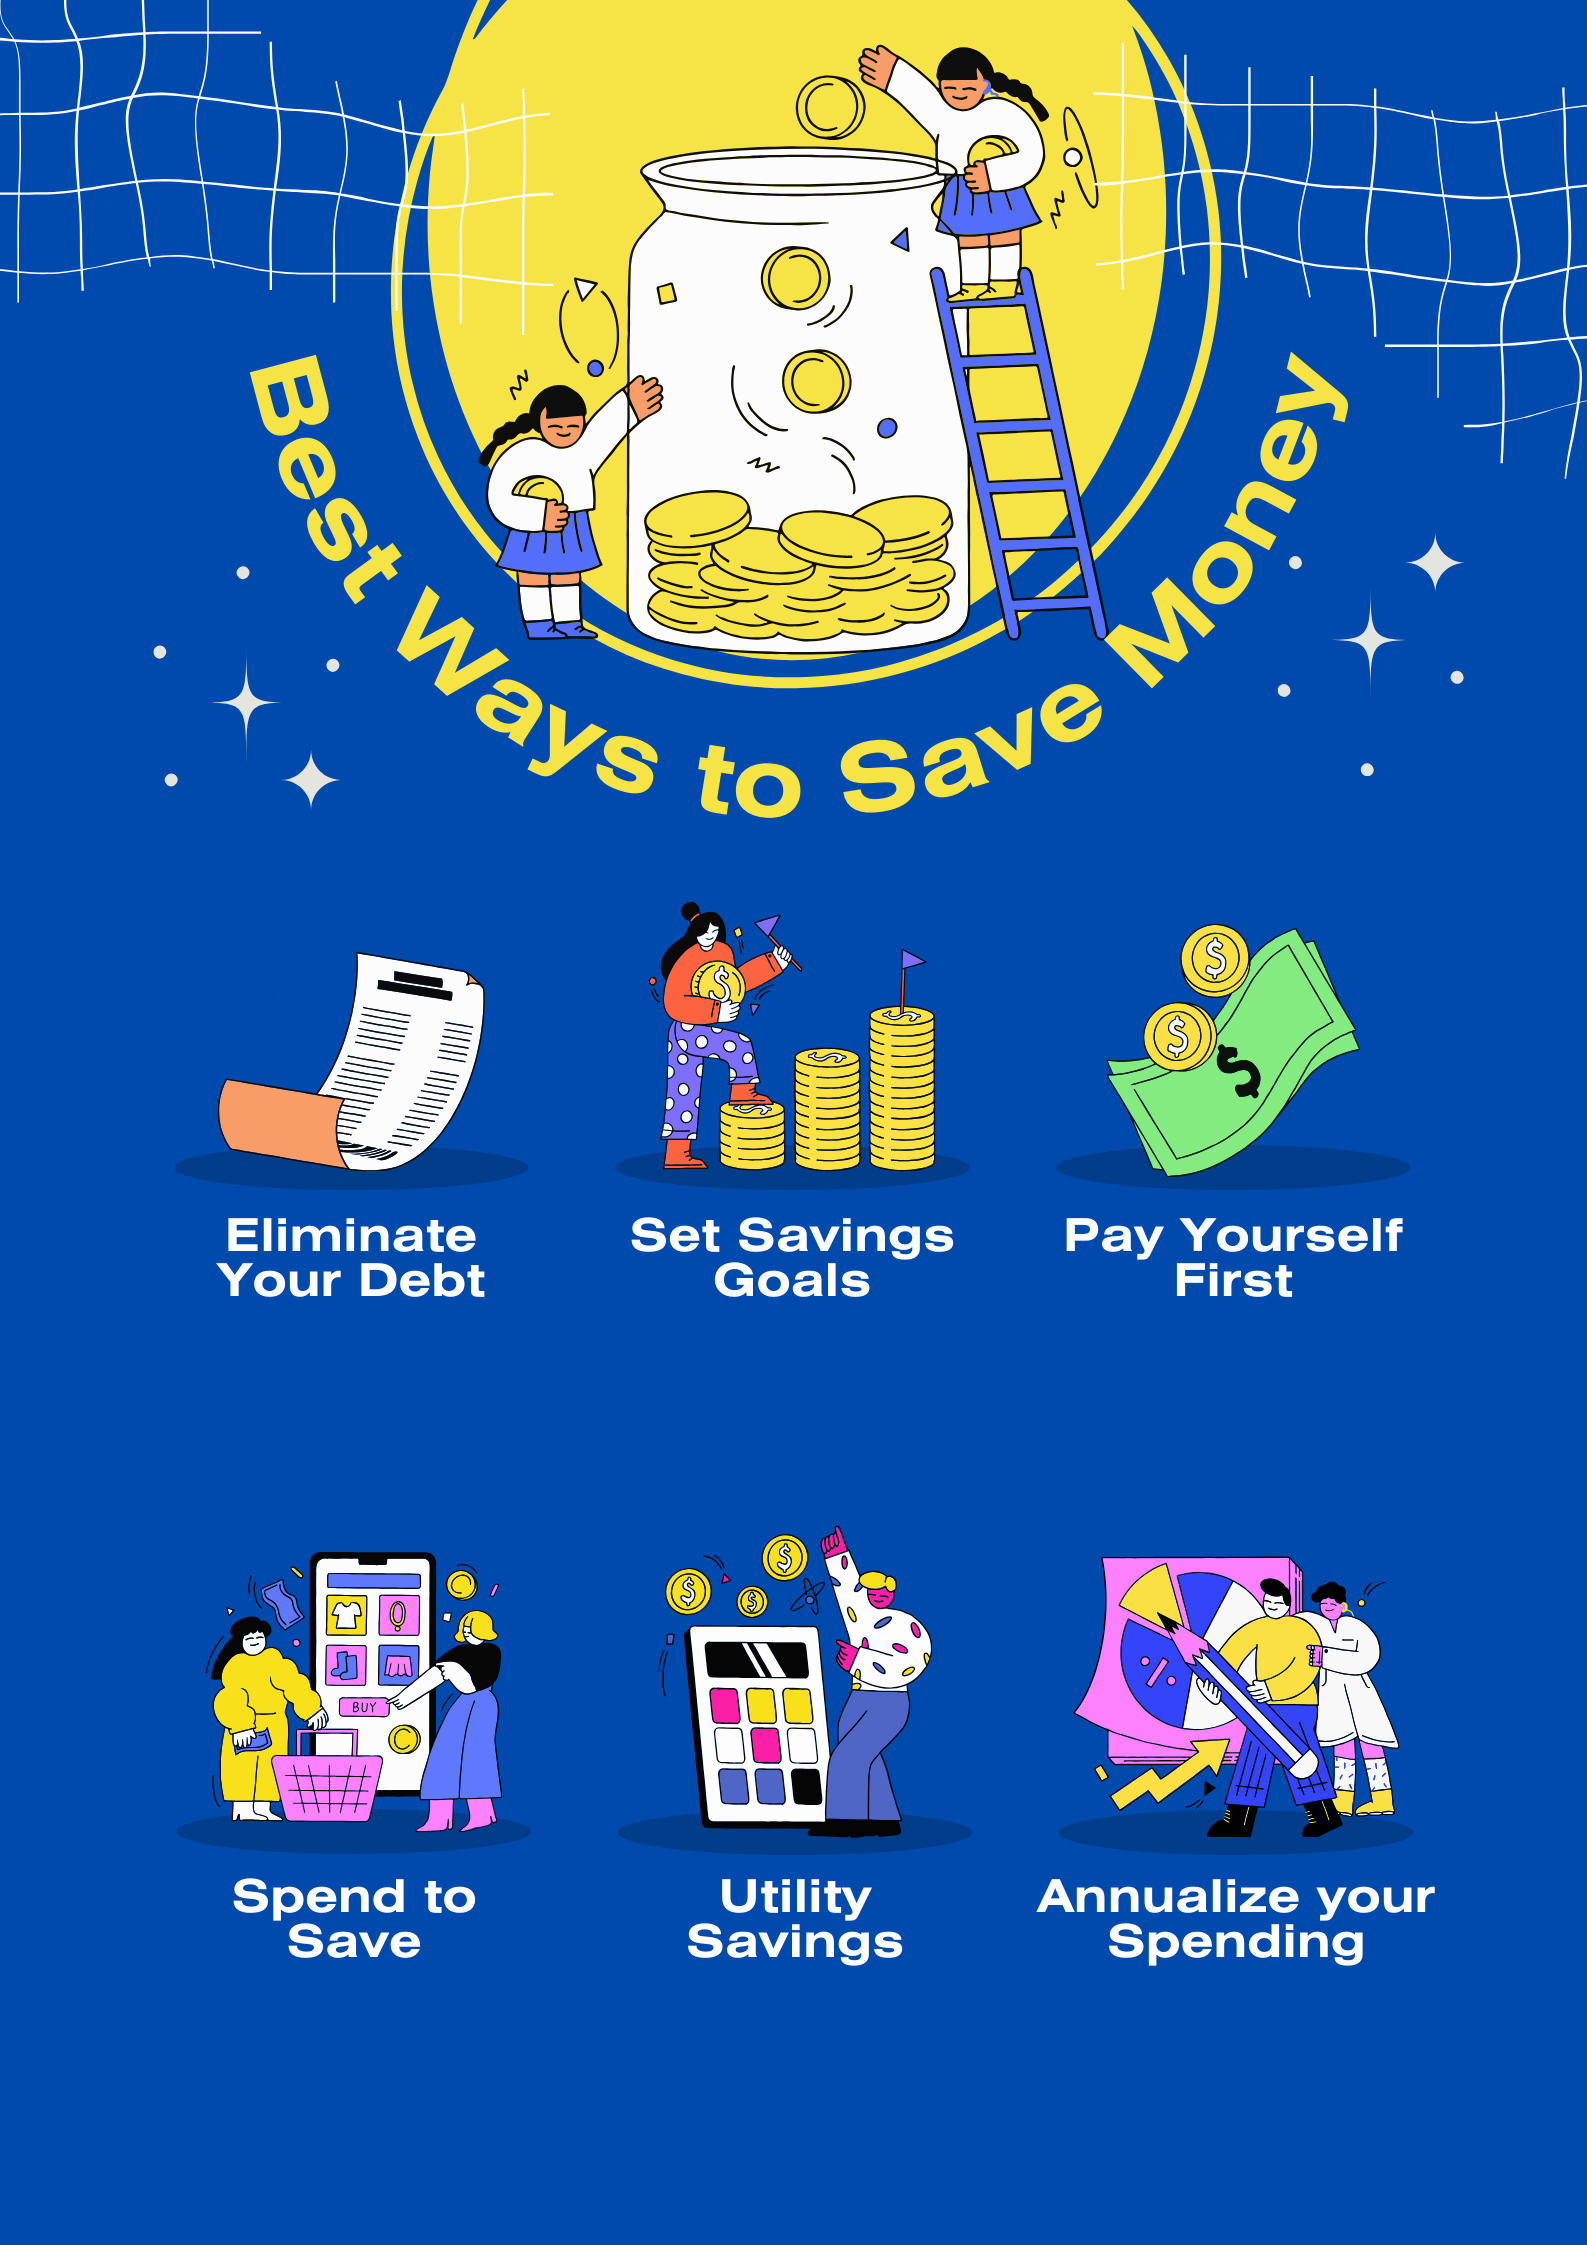 Best Ways to Save Money
$
$
$
$
$
$
$
Eliminate
Your Debt
Set Savings
Goals
Pay Yourself
First
$
$
$
%
BUY
C
Spend to
Save
Utility
Savings
Annualize your
Spending